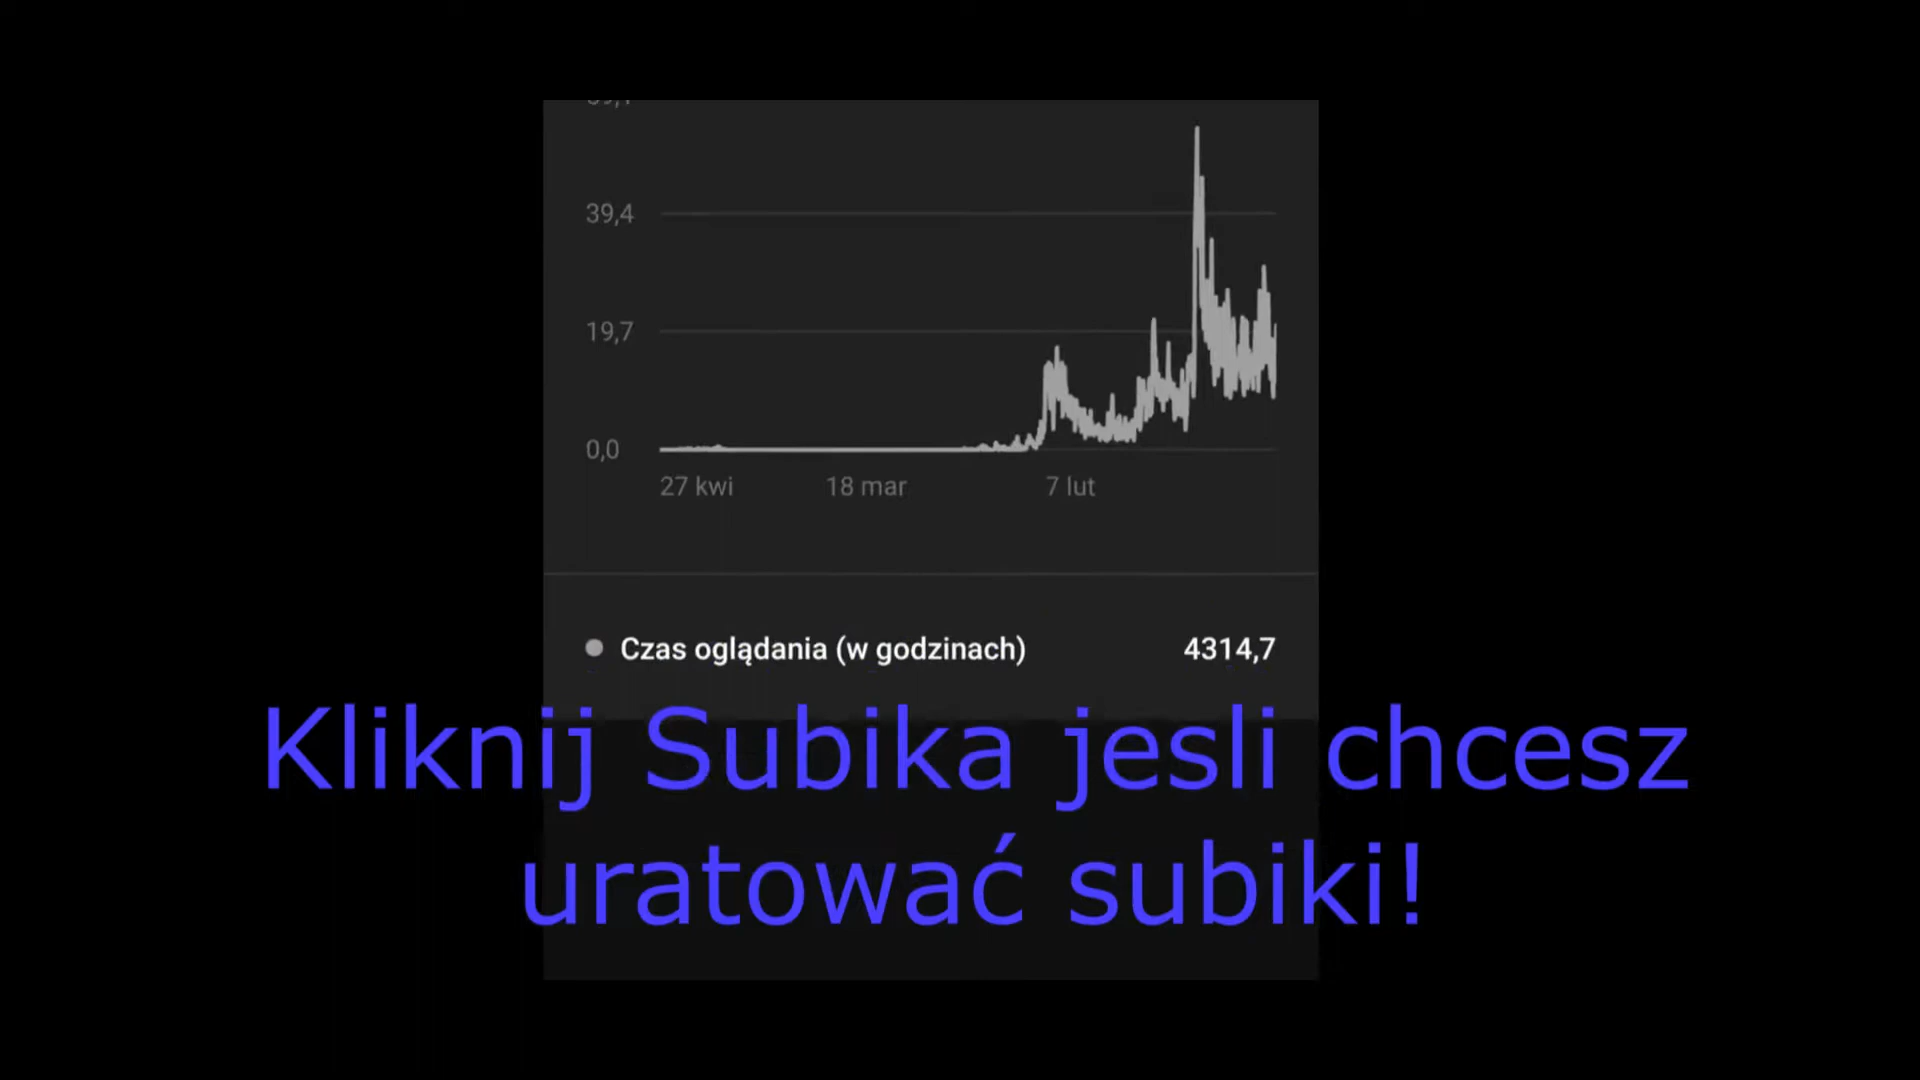 39,4
19,7
0,0
27 kwi 18 mar 7 lut
Czas oglądania (w godzinach) 4314,7
Kliknij Subika jesli chcesz
uratować subiki!